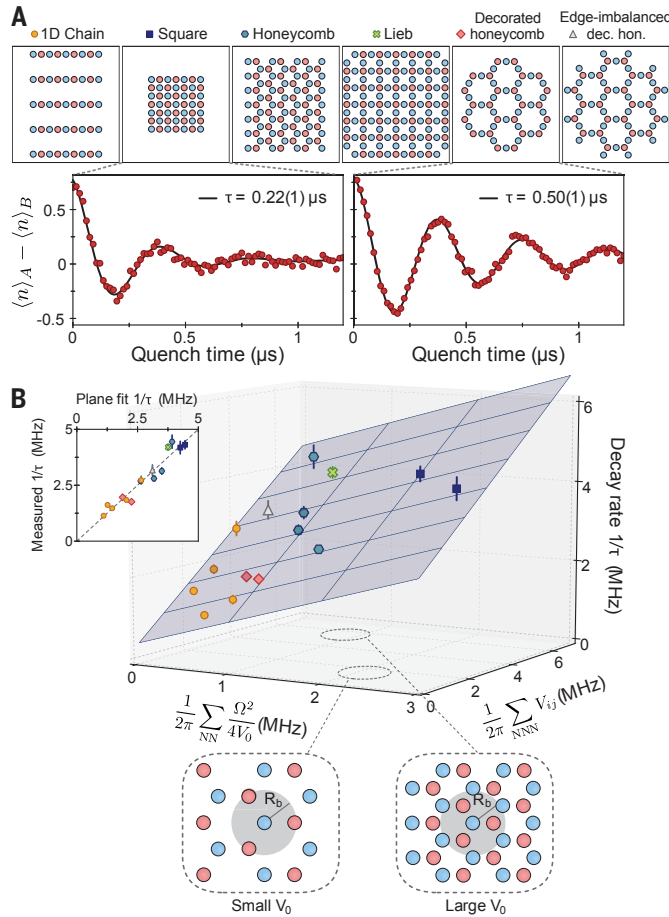 A
1D Chain
Square
Honeycomb
Lieb
Decorated
honeycomb
Edge-imbalanced
dec. hon.
⟨n⟩A − ⟨n⟩B
0.5
0
-0.5
τ = 0.22(1) μs
τ = 0.50(1) μs
0
0.5
1
0
0.5
1
Quench time (μs)
Quench time (μs)
B
Plane fit 1/τ (MHz)
0
2.5
5
Measured 1/τ (MHz)
5
2.5
0
Decay rate 1/τ (MHz)
6
4
2
0
0
1
2
3
0
2
4
6
1/2π ∑NN Ω²/4V₀ (MHz)
1/2π ∑NNN Vij (MHz)
Rb
Rb
Small V₀
Large V₀